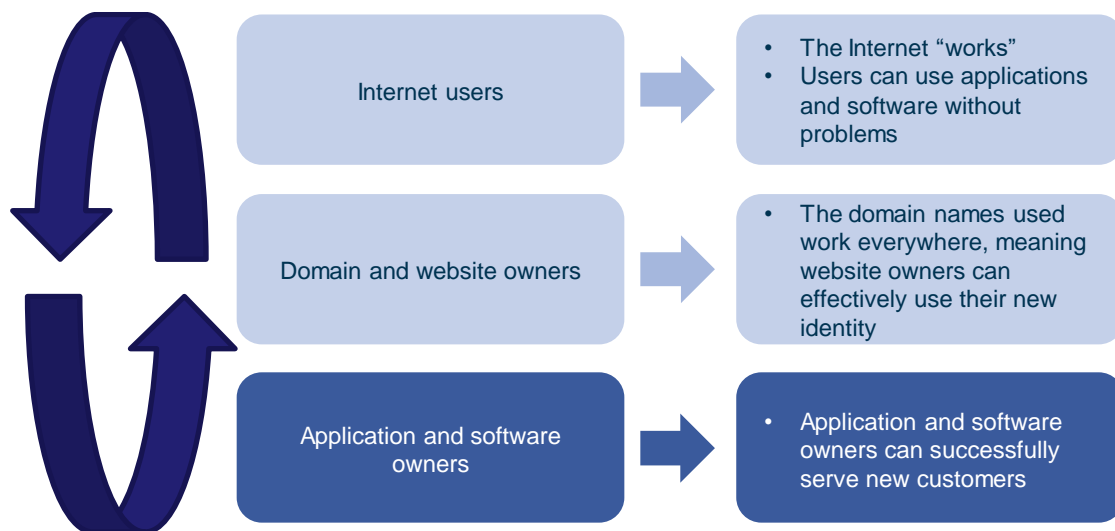 Internet users
• The Internet “works”
• Users can use applications
and software without
problems
Domain and website owners
• The domain names used
work everywhere, meaning
website owners can
effectively use their new
identity
Application and software
owners
• Application and software
owners can successfully
serve new customers